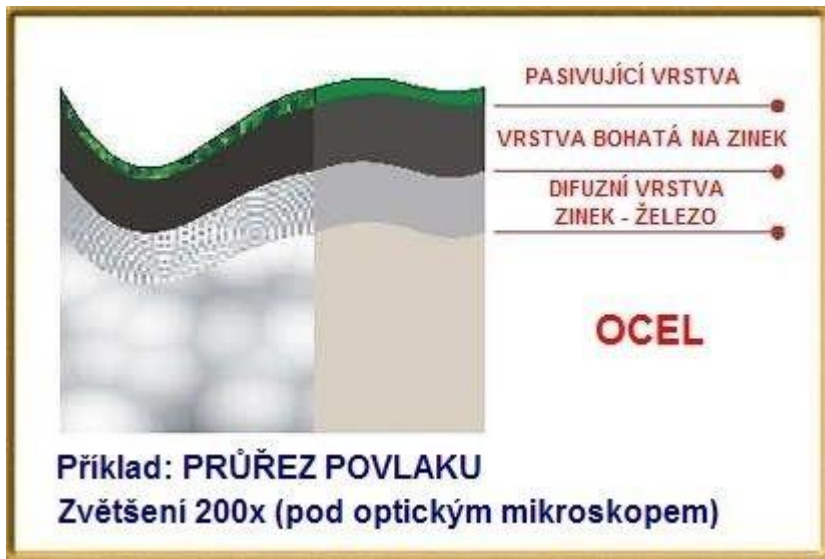 PASIVUJÍCÍ VRSTVA
VRSTVA BOHATÁ NA ZINEK
DIFUZNÍ VRSTVA
ZINEK - ŽELEZO
OCEL
Příklad: PRŮŘEZ POVLAKU
Zvětšení 200x (pod optickým mikroskopem)